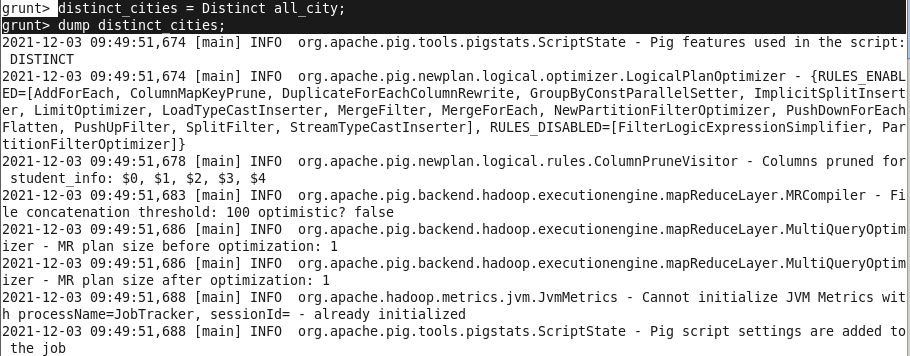 grunt> distinct_cities = Distinct all_city;
grunt> dump distinct_cities;
2021-12-03 09:49:51,674 [main] INFO  org.apache.pig.tools.pigstats.ScriptState - Pig features used in the script:
 DISTINCT
2021-12-03 09:49:51,674 [main] INFO  org.apache.pig.newplan.logical.optimizer.LogicalPlanOptimizer - {RULES_ENABL
ED=[AddForEach, ColumnMapKeyPrune, DuplicateForEachColumnRewrite, GroupByConstParallelSetter, ImplicitSplitInsert
er, LimitOptimizer, LoadTypeCastInserter, MergeFilter, MergeForEach, NewPartitionFilterOptimizer, PushDownForEach
Flatten, PushUpFilter, SplitFilter, StreamTypeCastInserter], RULES_DISABLED=[FilterLogicExpressionSimplifier, Par
titionFilterOptimizer]}
2021-12-03 09:49:51,678 [main] INFO  org.apache.pig.newplan.logical.rules.ColumnPruneVisitor - Columns pruned for
 student_info: $0, $1, $2, $3, $4
2021-12-03 09:49:51,683 [main] INFO  org.apache.pig.backend.hadoop.executionengine.mapReduceLayer.MRCompiler - Fi
le concatenation threshold: 100 optimistic? false
2021-12-03 09:49:51,686 [main] INFO  org.apache.pig.backend.hadoop.executionengine.mapReduceLayer.MultiQueryOptim
izer - MR plan size before optimization: 1
2021-12-03 09:49:51,686 [main] INFO  org.apache.pig.backend.hadoop.executionengine.mapReduceLayer.MultiQueryOptim
izer - MR plan size after optimization: 1
2021-12-03 09:49:51,688 [main] INFO  org.apache.hadoop.metrics.jvm.JvmMetrics - Cannot initialize JVM Metrics wit
h processName=JobTracker, sessionId= - already initialized
2021-12-03 09:49:51,688 [main] INFO  org.apache.pig.tools.pigstats.ScriptState - Pig script settings are added to
 the job